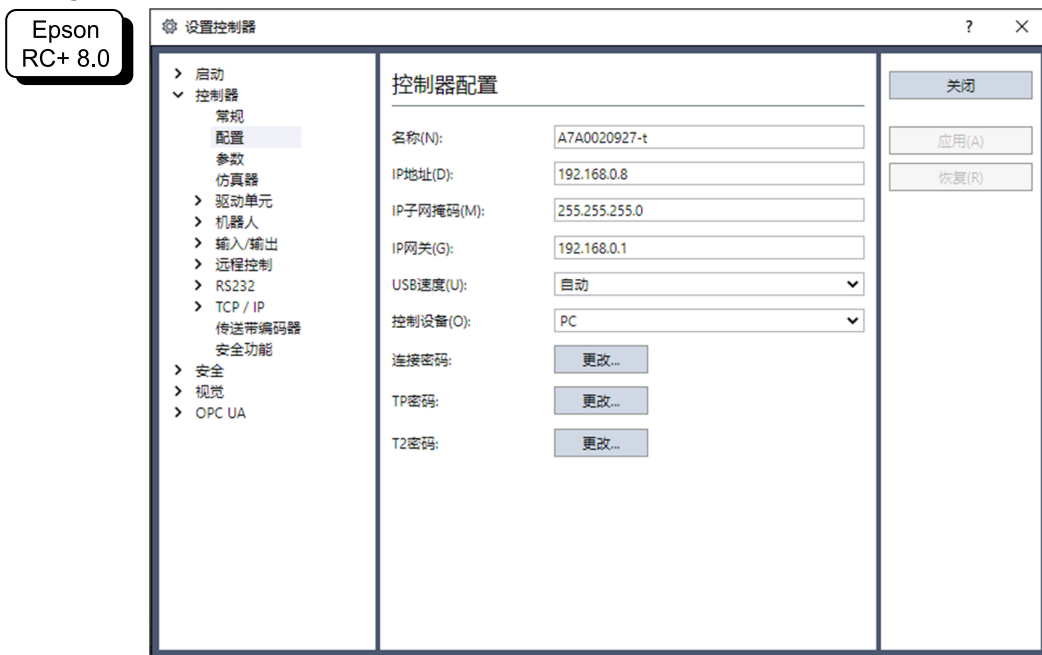 Epson
RC+ 8.0
设置控制器
?
启动
控制器
常规
配置
参数
仿真器
驱动单元
机器人
输入/输出
远程控制
RS232
TCP / IP
传送带编码器
安全功能
安全
视觉
OPC UA
控制器配置
名称(N): A7A0020927-t
IP地址(D): 192.168.0.8
IP子网掩码(M): 255.255.255.0
IP网关(G): 192.168.0.1
USB速度(U): 自动
控制设备(O): PC
连接密码: 更改...
TP密码: 更改...
T2密码: 更改...
关闭
应用(A)
恢复(R)